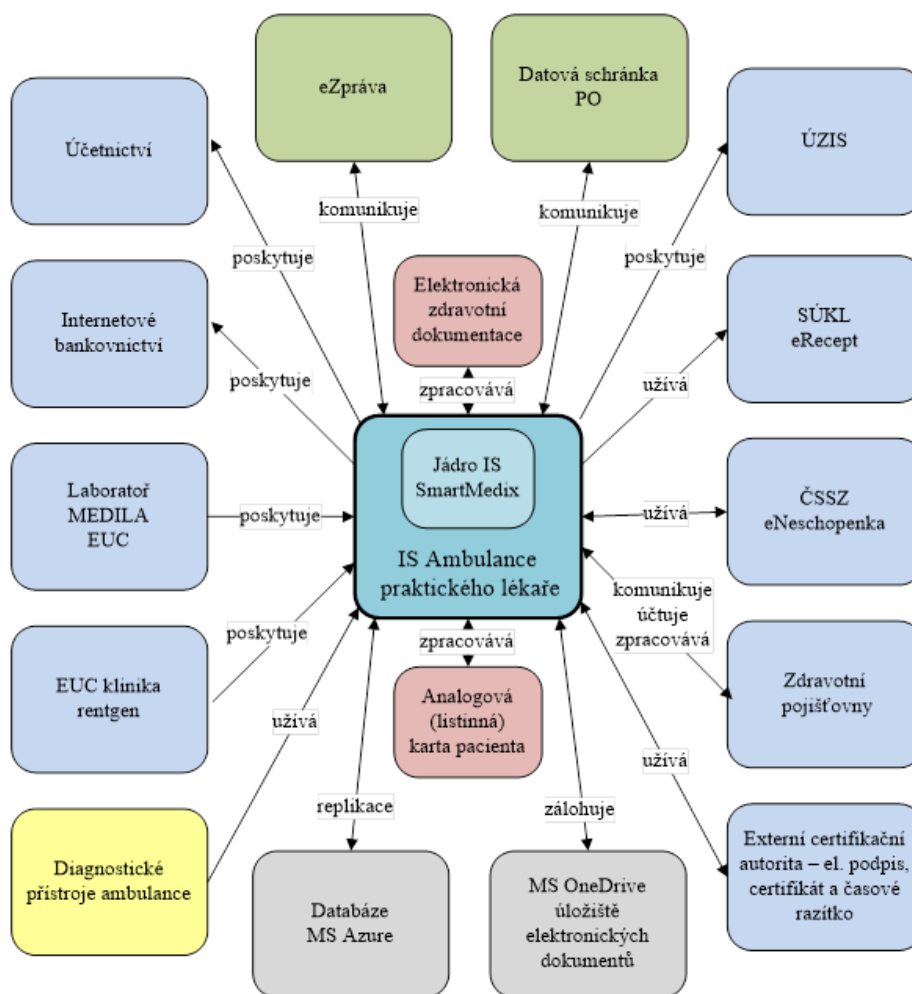 eZpráva
Datová schránka
PO
Účetnictví
ÚZIS
komunikuje
komunikuje
poskytuje
poskytuje
Elektronická
zdravotní
dokumentace
Internetové
bankovnictví
SÚKL
eRecept
poskytuje
zpracovává
užívá
Jádro IS
SmartMedix
Laboratoř
MEDILA
EUC
poskytuje
užívá
ČSSZ
eNeschopenka
IS Ambulance
praktického lékaře
komunikuje
účtuje
zpracovává
poskytuje
zpracovává
EUC klinika
rentgen
Analogová
(listinná)
karta pacienta
Zdravotní
pojišťovny
užívá
užívá
replikace
zálohuje
Diagnostické
přístroje ambulance
Externí certifikační
autorita – el. podpis,
certifikát a časové
razítko
Databáze
MS Azure
MS OneDrive
úložiště
elektronických
dokumentů